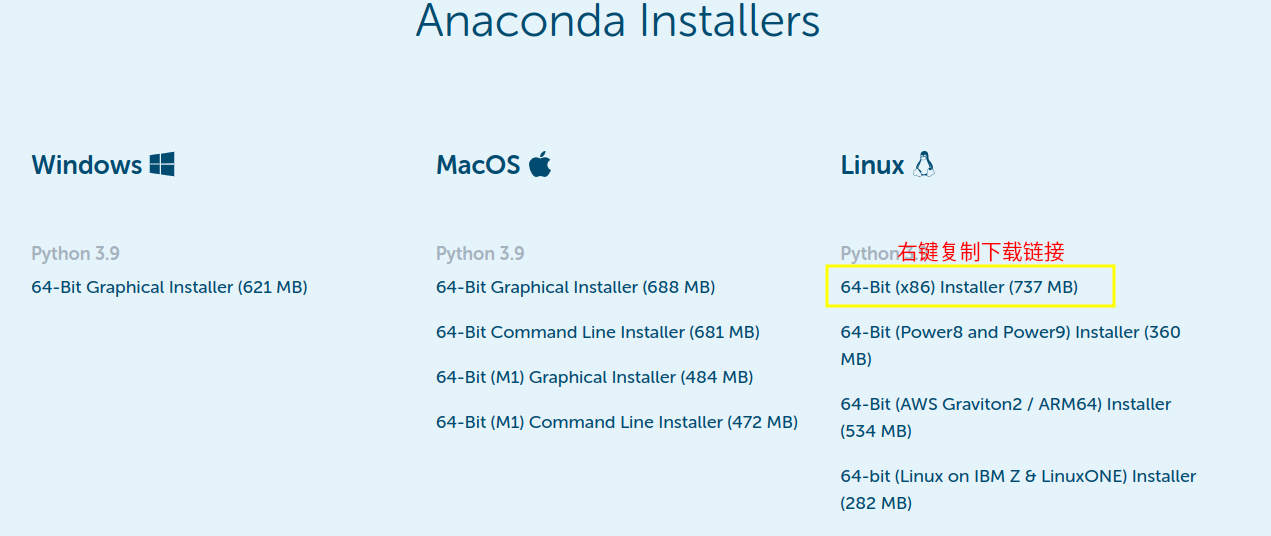 Anaconda Installers
Windows
Python 3.9
64-Bit Graphical Installer (621 MB)
MacOS
Python 3.9
64-Bit Graphical Installer (688 MB)
64-Bit Command Line Installer (681 MB)
64-Bit (M1) Graphical Installer (484 MB)
64-Bit (M1) Command Line Installer (472 MB)
Linux
Python
右键复制下载链接
64-Bit (x86) Installer (737 MB)
64-Bit (Power8 and Power9) Installer (360
MB)
64-Bit (AWS Graviton2 / ARM64) Installer
(534 MB)
64-bit (Linux on IBM Z & LinuxONE) Installer
(282 MB)